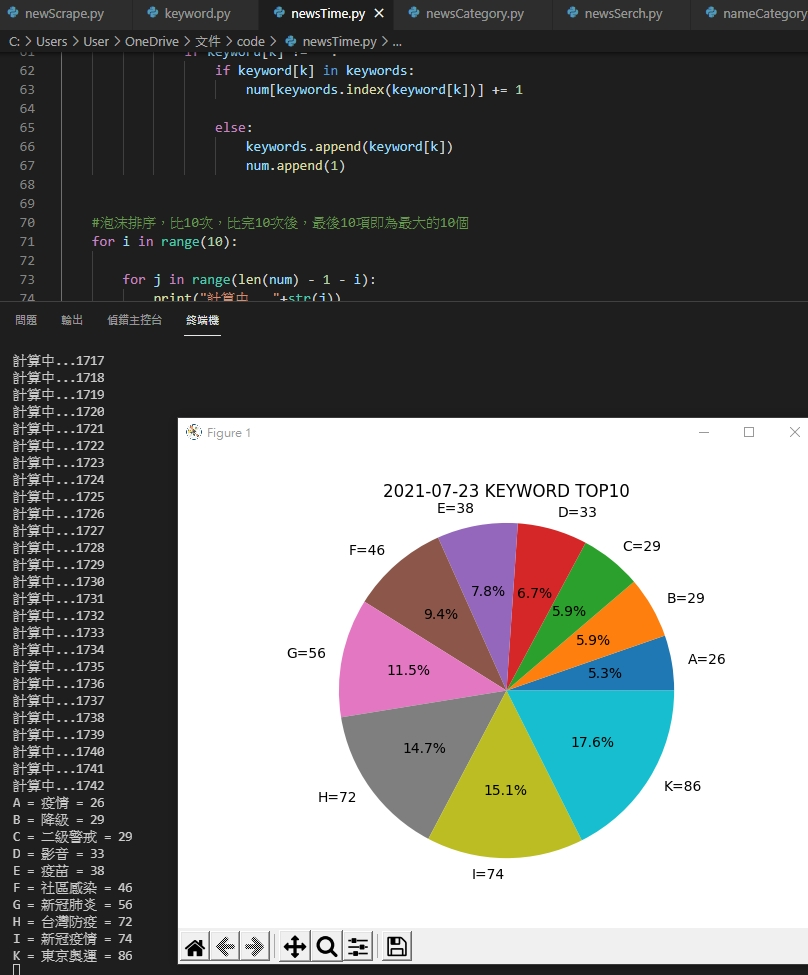 newScrape.py keyword.py newsTime.py newsCategory.py newsSerch.py nameCategory
C: > Users > User > OneDrive > 文件 > code > newsTime.py > ...
61 if keyword[k] != '':
62 if keyword[k] in keywords:
63 num[keywords.index(keyword[k])] += 1
64
65 else:
66 keywords.append(keyword[k])
67 num.append(1)
68
69
70 #泡沫排序，比10次，比完10次後，最後10項即為最大的10個
71 for i in range(10):
72
73 for j in range(len(num) - 1 - i):
74 print("計算中..."+str(j))
問題 輸出 偵錯主控台 終端機
計算中...1717
計算中...1718
計算中...1719
計算中...1720
計算中...1721
計算中...1722
計算中...1723
計算中...1724
計算中...1725
計算中...1726
計算中...1727
計算中...1728
計算中...1729
計算中...1730
計算中...1731
計算中...1732
計算中...1733
計算中...1734
計算中...1735
計算中...1736
計算中...1737
計算中...1738
計算中...1739
計算中...1740
計算中...1741
計算中...1742
A = 疫情 = 26
B = 降級 = 29
C = 二級警戒 = 29
D = 影音 = 33
E = 疫苗 = 38
F = 社區感染 = 46
G = 新冠肺炎 = 56
H = 台灣防疫 = 72
I = 新冠疫情 = 74
K = 東京奧運 = 86
Figure 1
2021-07-23 KEYWORD TOP10
E=38
D=33
F=46
C=29
B=29
G=56
A=26
H=72
K=86
I=74
7.8%
6.7%
9.4%
5.9%
5.9%
11.5%
5.3%
14.7%
17.6%
15.1%